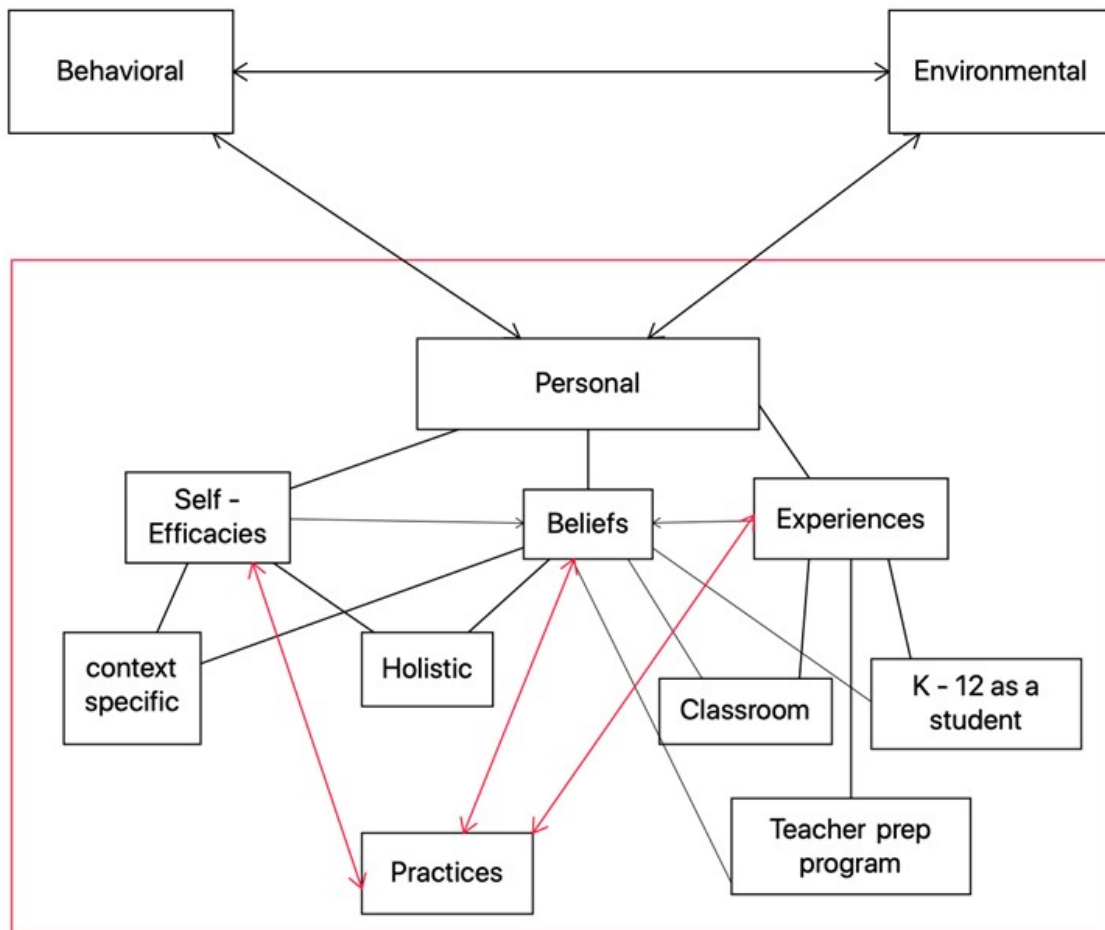 Behavioral
Environmental
Personal
Self -
Efficacies
Beliefs
Experiences
context
specific
Holistic
Classroom
K - 12 as a
student
Teacher prep
program
Practices